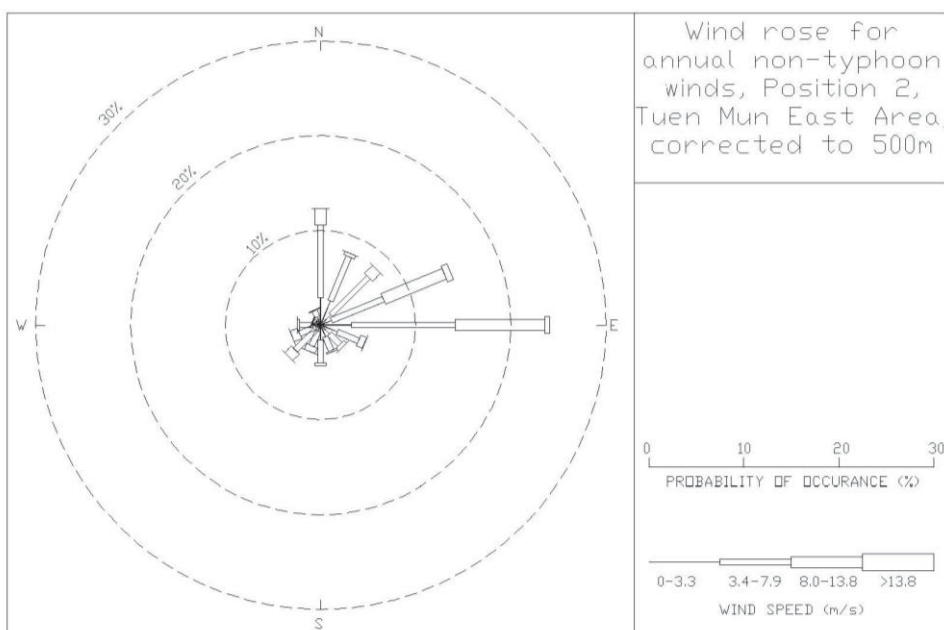 N
30%
20%
10%
W
E
S
Wind rose for
annual non-typhoon
winds, Position 2,
Tuen Mun East Area,
corrected to 500m
0 10 20 30
PROBABILITY OF OCCURANCE (%)
0-3.3 3.4-7.9 8.0-13.8 >13.8
WIND SPEED (m/s)